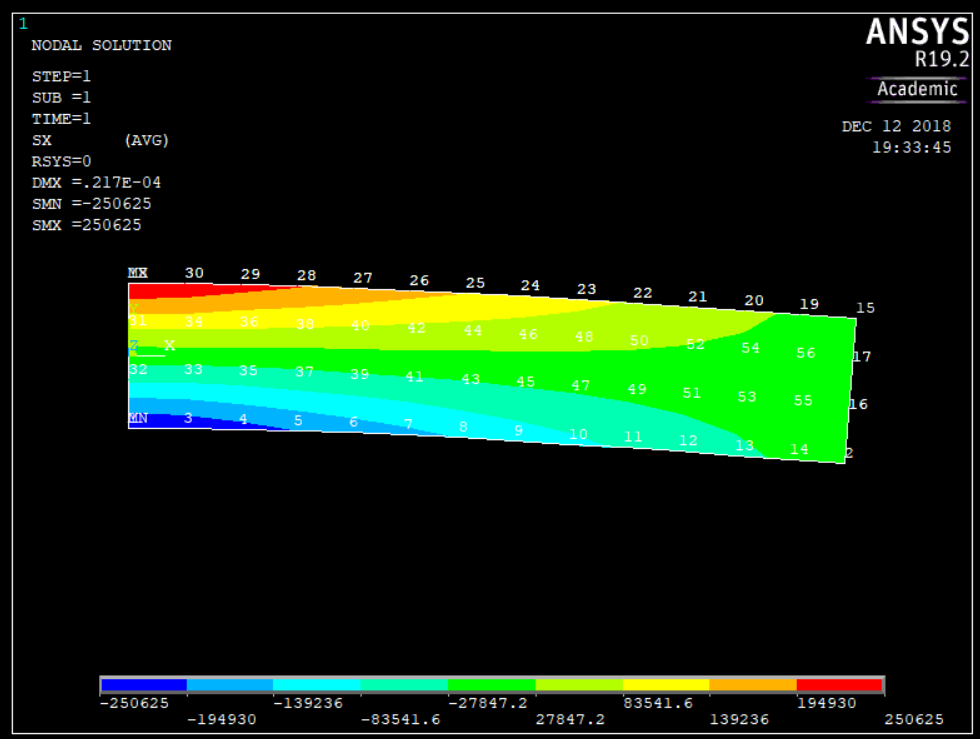 1
NODAL SOLUTION
STEP=1
SUB =1
TIME=1
SX (AVG)
RSYS=0
DMX =.217E-04
SMN =-250625
SMX =250625
ANSYS
R19.2
Academic
DEC 12 2018
19:33:45
MX 30 29 28 27 26 25 24 23 22 21 20 19 15
Y
31 34 36 38 40 42 44 46 48 50 52 54 56 17
Z X
32 33 35 37 39 41 43 45 47 49 51 53 55 16
MN 3 4 5 6 7 8 9 10 11 12 13 14 2
-250625 -139236 -27847.2 83541.6 194930
-194930 -83541.6 27847.2 139236 250625